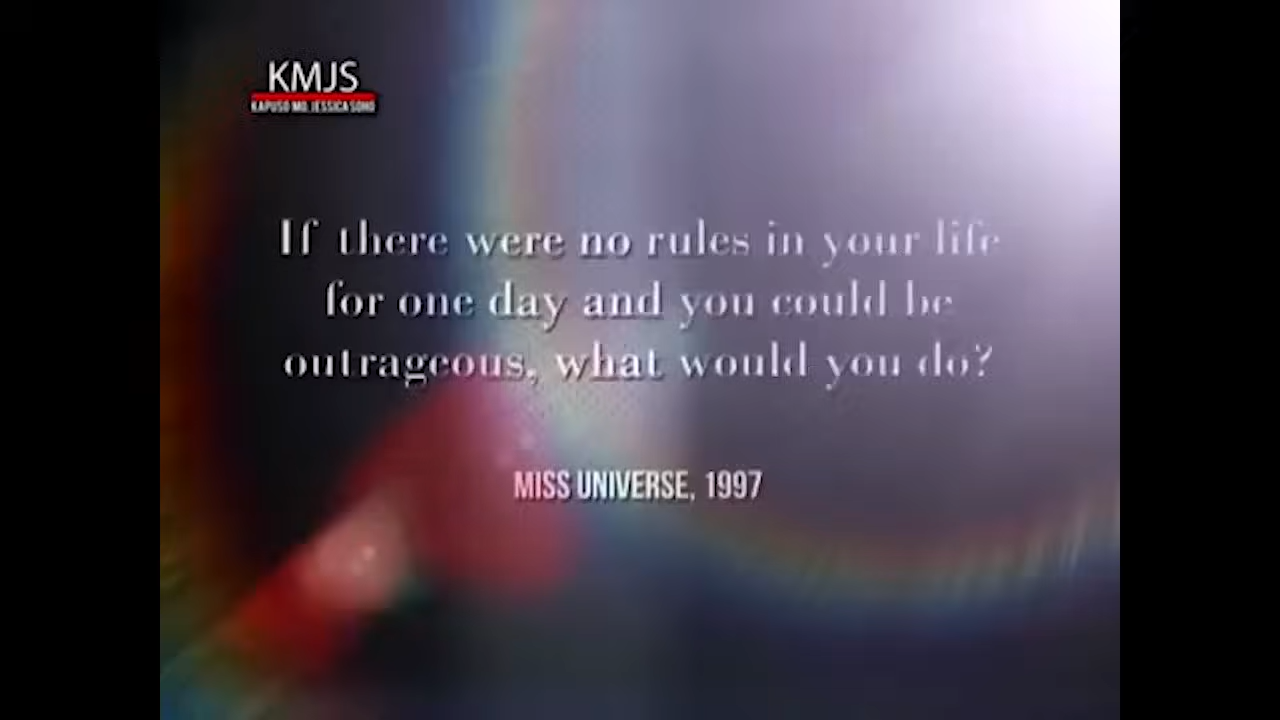 KMJS
KAPUSO MO, JESSICA SOHO
If there were no rules in your life
for one day and you could be
outrageous, what would you do?
MISS UNIVERSE, 1997